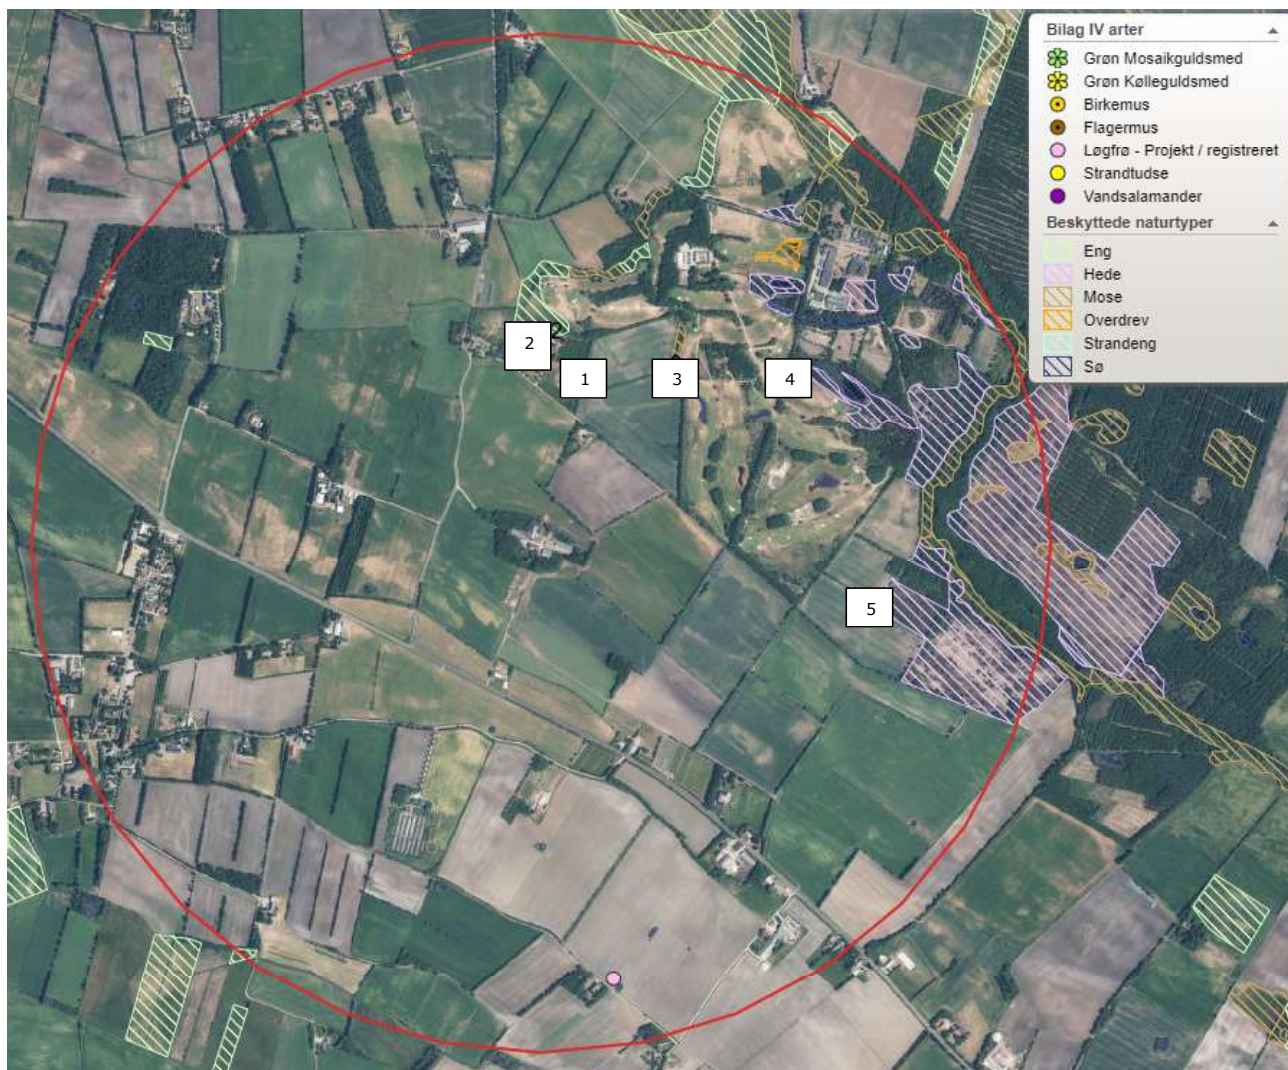 Bilag IV arter
Grøn Mosaikguldsmed
Grøn Kølleguldsmed
Birkemus
Flagermus
Løgfrø - Projekt / registreret
Strandtudse
Vandsalamander
Beskyttede naturtyper
Eng
Hede
Mose
Overdrev
Strandeng
Sø
2
1
3
4
5